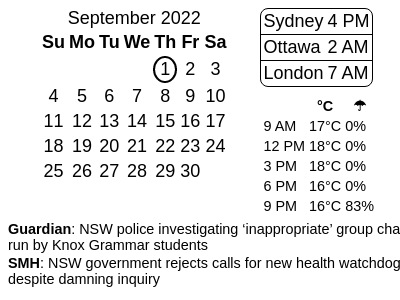 September 2022
Su Mo Tu We Th Fr Sa
1 2 3
4 5 6 7 8 9 10
11 12 13 14 15 16 17
18 19 20 21 22 23 24
25 26 27 28 29 30
Sydney 4 PM
Ottawa 2 AM
London 7 AM
°C ☂
9 AM 17°C 0%
12 PM 18°C 0%
3 PM 18°C 0%
6 PM 16°C 0%
9 PM 16°C 83%
Guardian: NSW police investigating ‘inappropriate’ group cha
run by Knox Grammar students
SMH: NSW government rejects calls for new health watchdog
despite damning inquiry